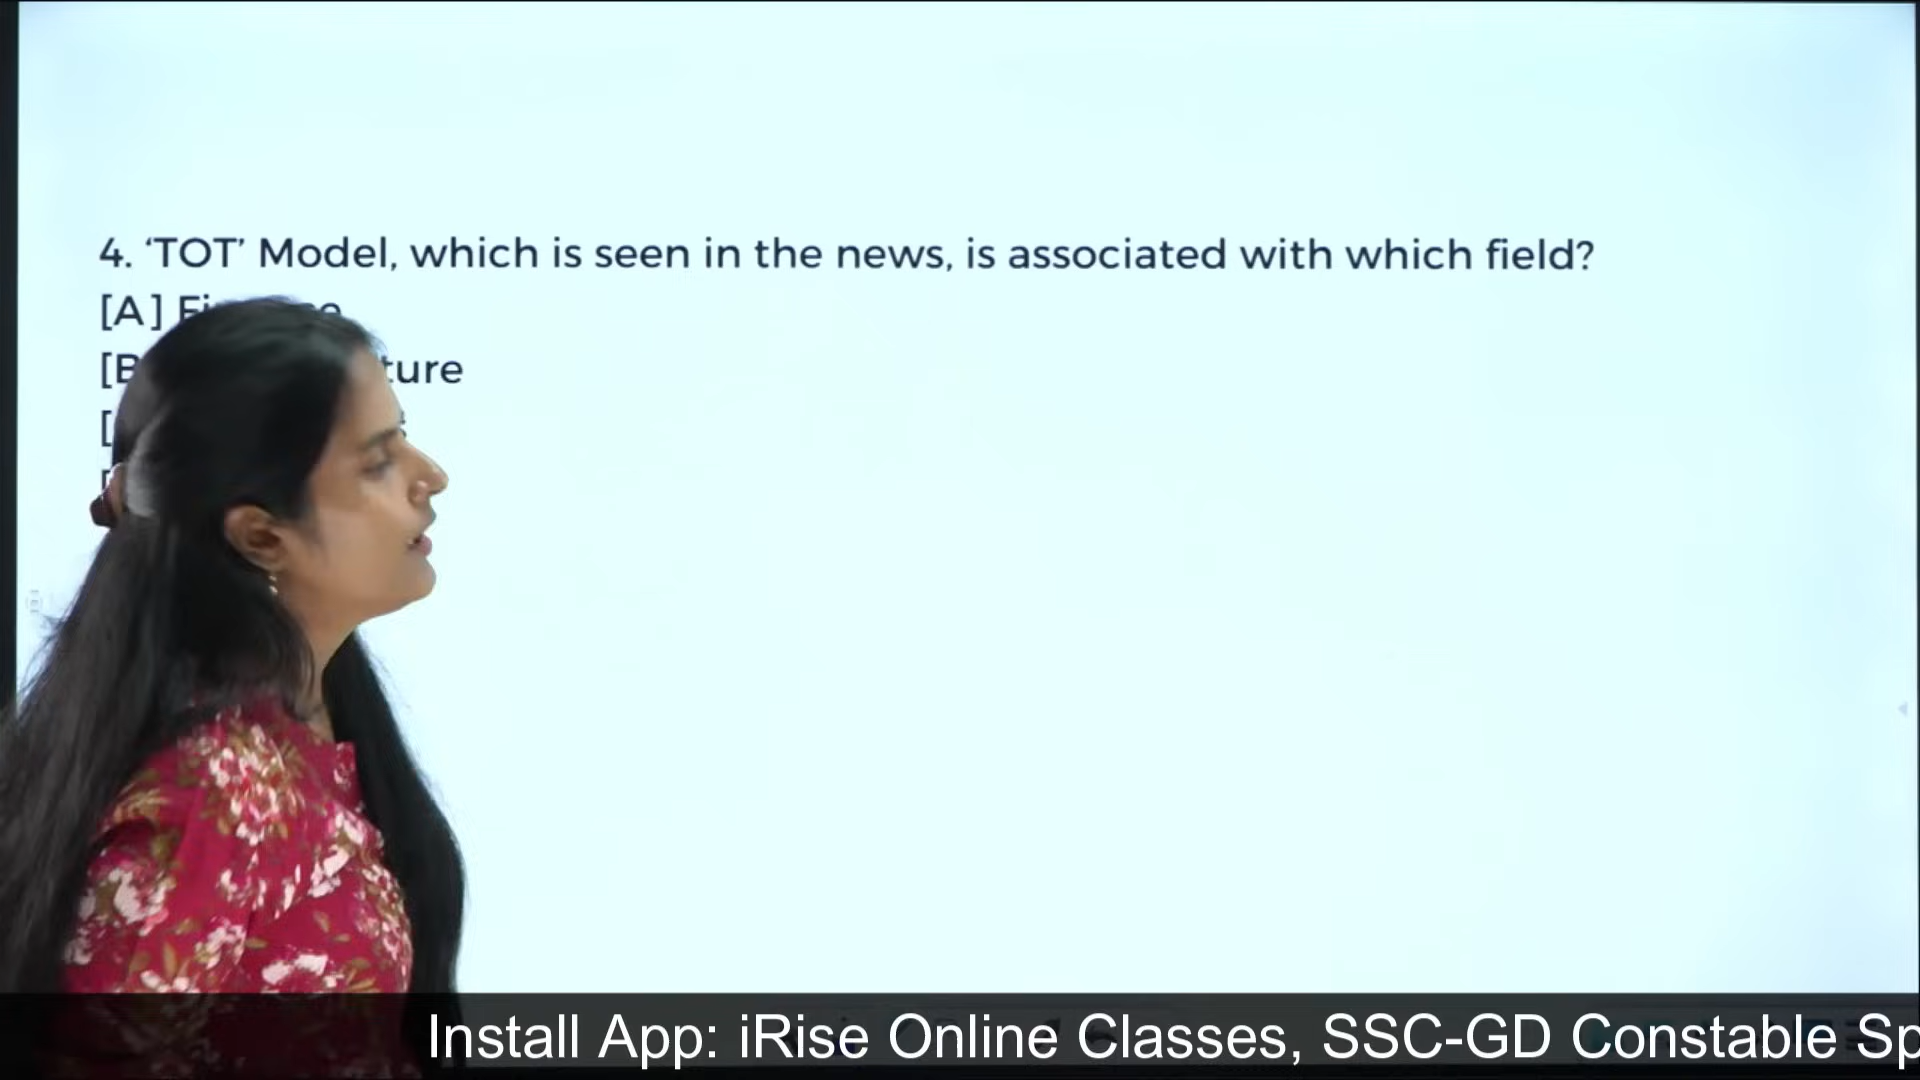 4. ‘TOT’ Model, which is seen in the news, is associated with which field?
[A]
Install App: iRise Online Classes, SSC-GD Constable Sp